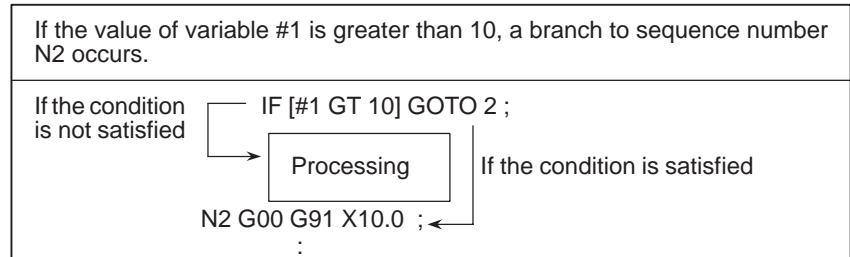 If the value of variable #1 is greater than 10, a branch to sequence number
N2 occurs.
If the condition
is not satisfied
IF [#1 GT 10] GOTO 2 ;
Processing
If the condition is satisfied
N2 G00 G91 X10.0 ;
: